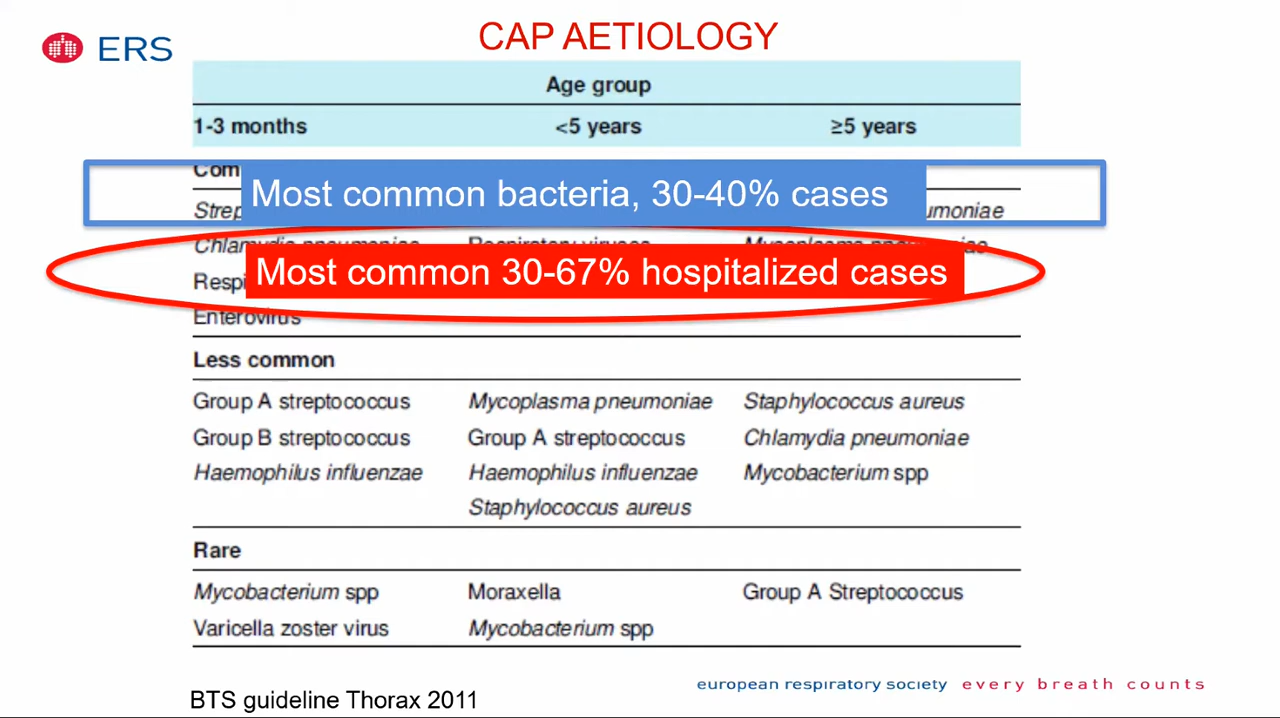 CAP AETIOLOGY
ERS
Age group
1-3 months <5 years ≥5 years
Most common bacteria, 30-40% cases
Most common 30-67% hospitalized cases
Enterovirus
Less common
Group A streptococcus Mycoplasma pneumoniae Staphylococcus aureus
Group B streptococcus Group A streptococcus Chlamydia pneumoniae
Haemophilus influenzae Haemophilus influenzae Mycobacterium spp
Staphylococcus aureus
Rare
Mycobacterium spp Moraxella Group A Streptococcus
Varicella zoster virus Mycobacterium spp
BTS guideline Thorax 2011
european respiratory society every breath counts